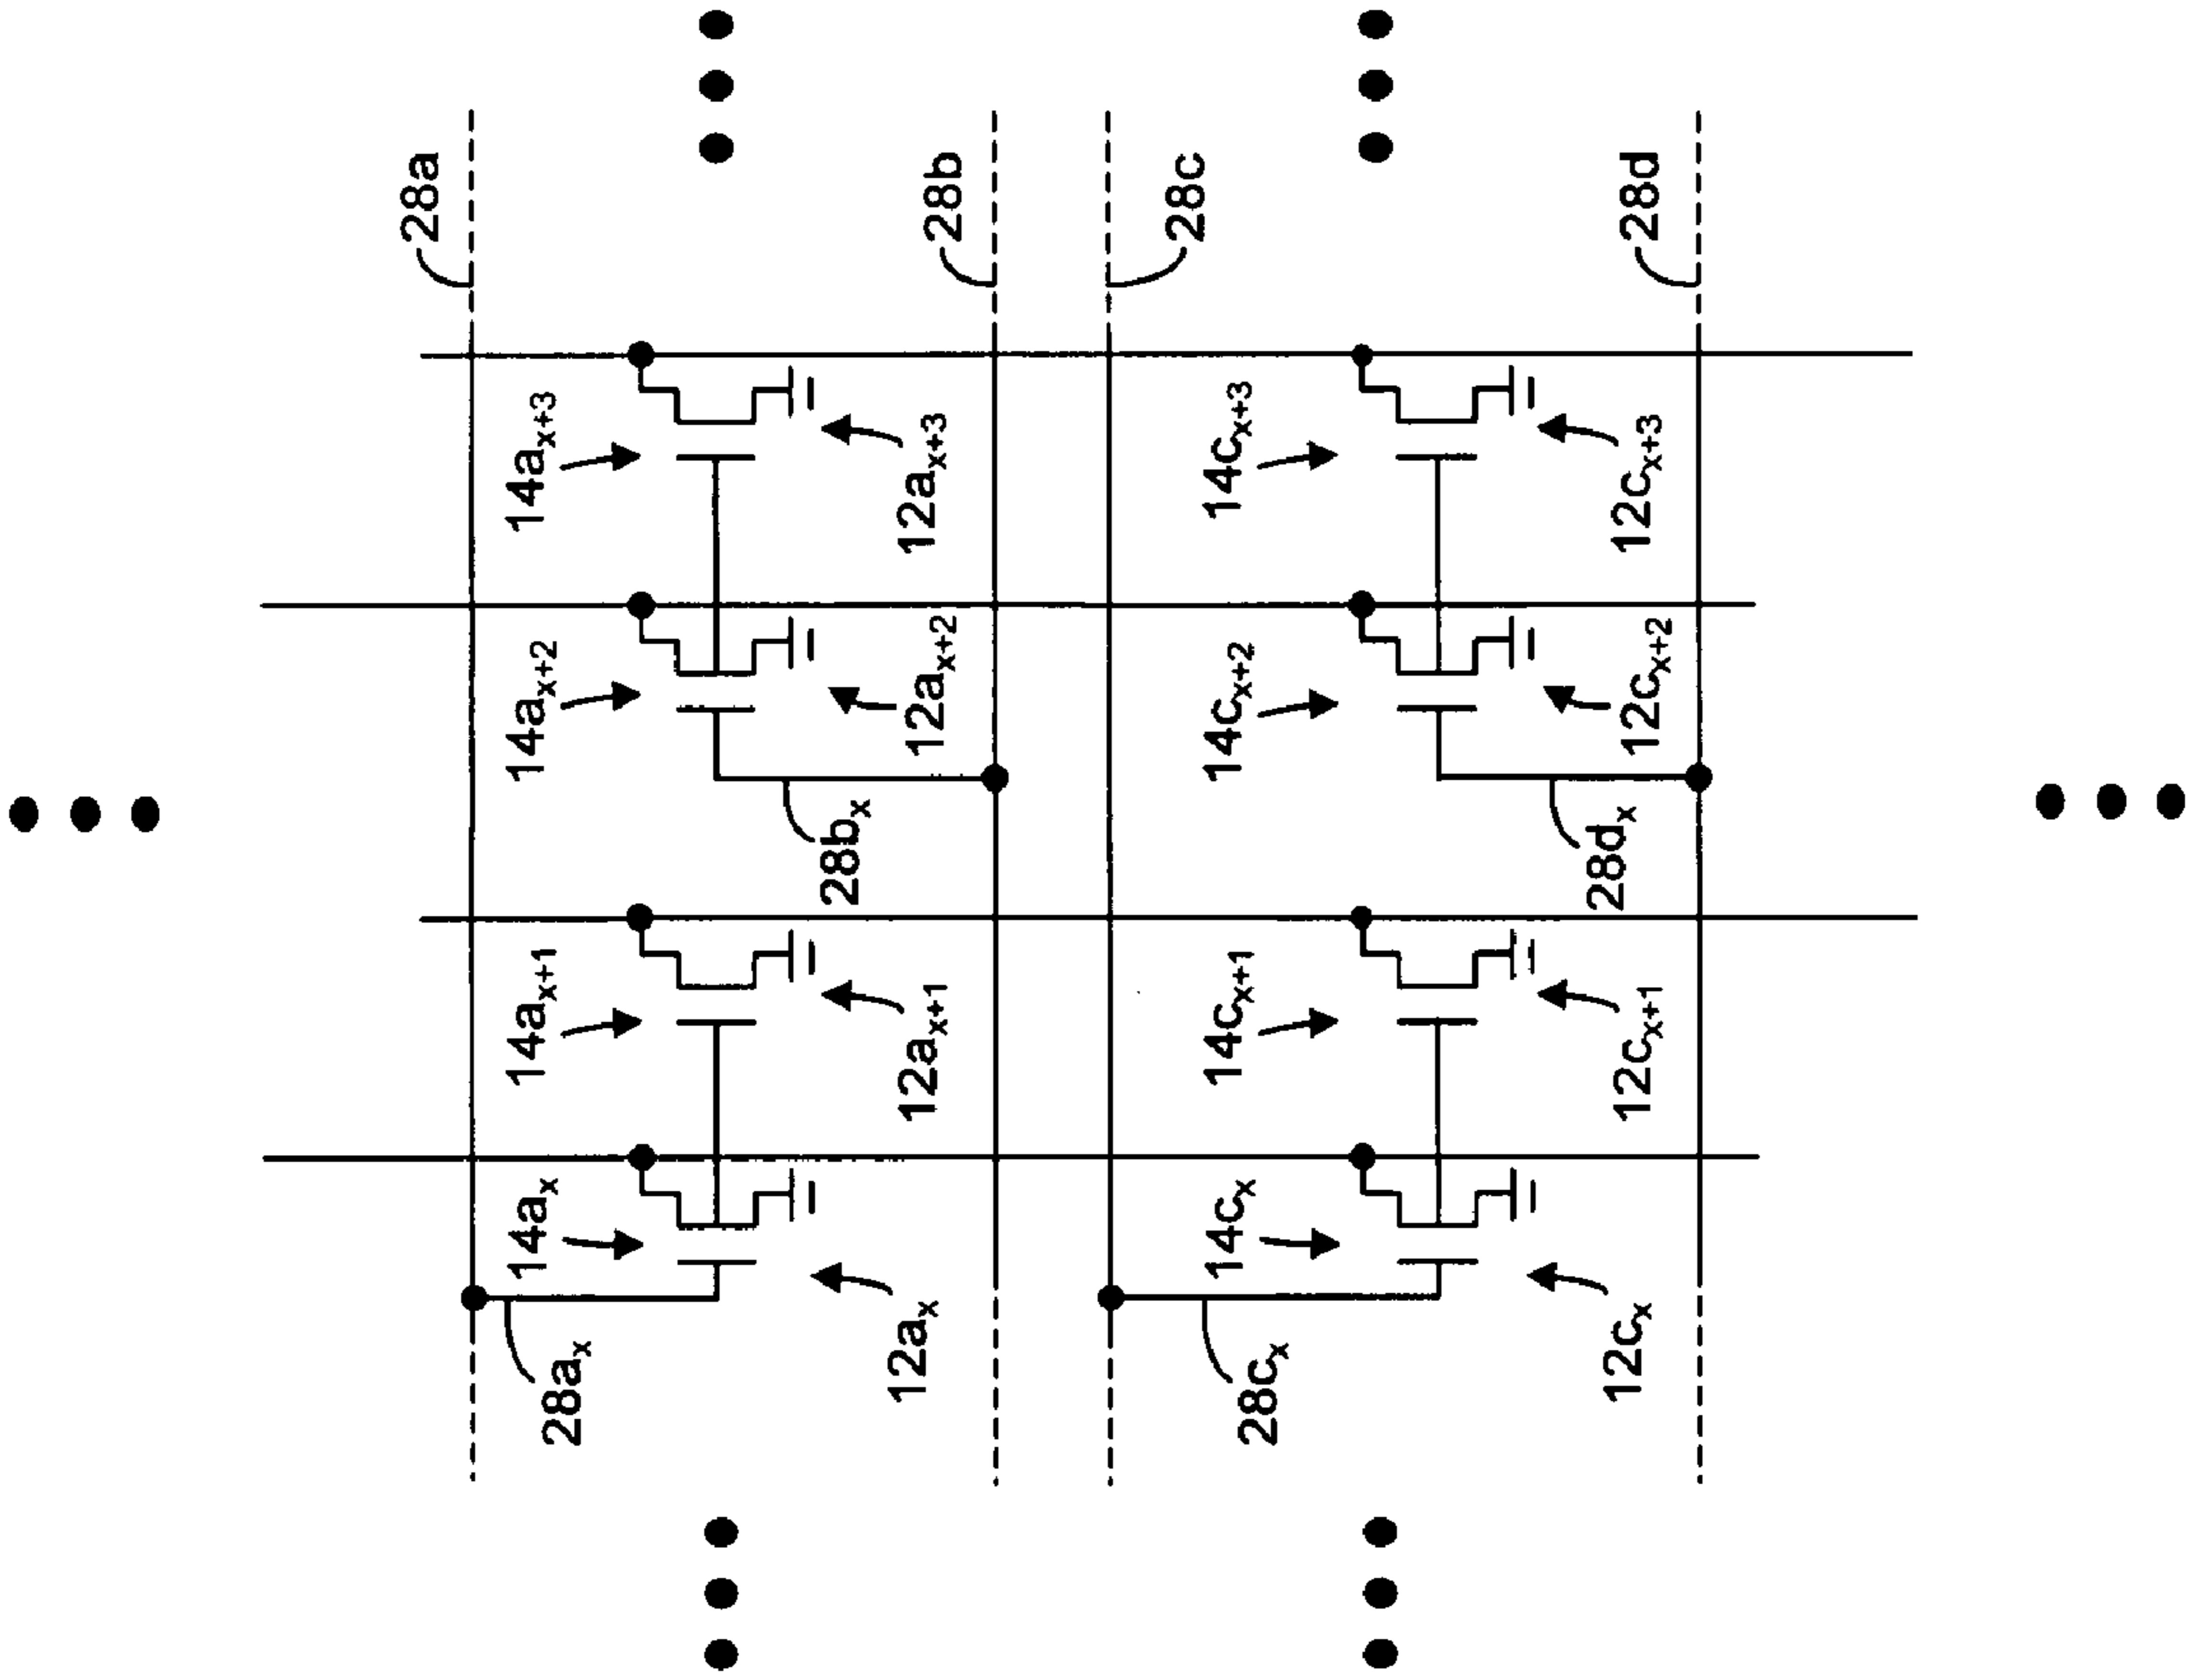 28a
28b
28c
28d
14aₓ
14aₓ₊₁
14aₓ₊₂
14aₓ₊₃
28aₓ
28bₓ
12aₓ
12aₓ₊₁
12aₓ₊₂
12aₓ₊₃
14cₓ
14cₓ₊₁
14cₓ₊₂
14cₓ₊₃
28cₓ
28dₓ
12cₓ
12cₓ₊₁
12cₓ₊₂
12cₓ₊₃